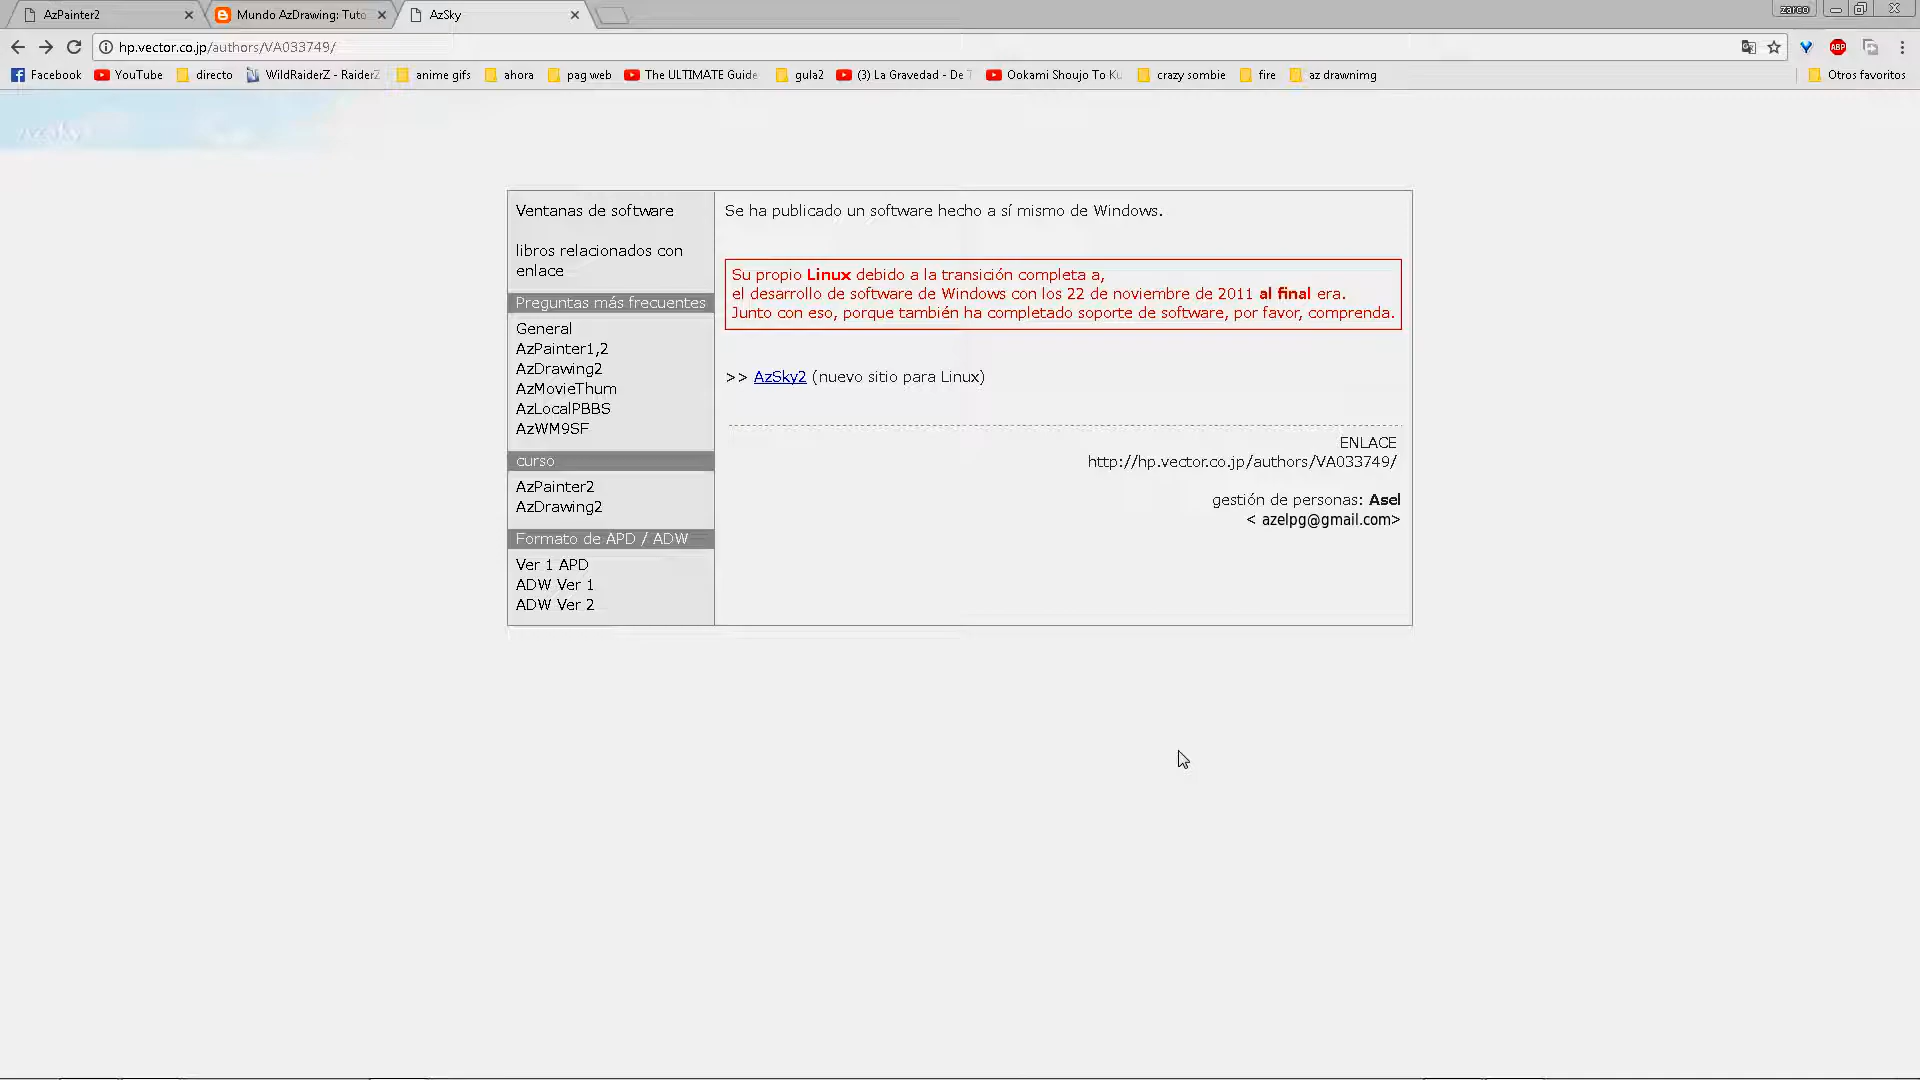 AzPainter2
Mundo AzDrawing: Tuto
AzSky
zarco
hp.vector.co.jp/authors/VA033749/
ABP
Facebook
YouTube
directo
WildRaiderZ - RaiderZ
anime gifs
ahora
pag web
The ULTIMATE Guide
gula2
(3) La Gravedad - De T
Ookami Shoujo To Ku
crazy sombie
fire
az drawnimg
Otros favoritos
AzSky
Ventanas de software
libros relacionados con
enlace
Preguntas más frecuentes
General
AzPainter1,2
AzDrawing2
AzMovieThum
AzLocalPBBS
AzWM9SF
curso
AzPainter2
AzDrawing2
Formato de APD / ADW
Ver 1 APD
ADW Ver 1
ADW Ver 2
Se ha publicado un software hecho a sí mismo de Windows.
Su propio Linux debido a la transición completa a,
el desarrollo de software de Windows con los 22 de noviembre de 2011 al final era.
Junto con eso, porque también ha completado soporte de software, por favor, comprenda.
>> AzSky2 (nuevo sitio para Linux)
ENLACE
http://hp.vector.co.jp/authors/VA033749/
gestión de personas: Asel
< azelpg@gmail.com>